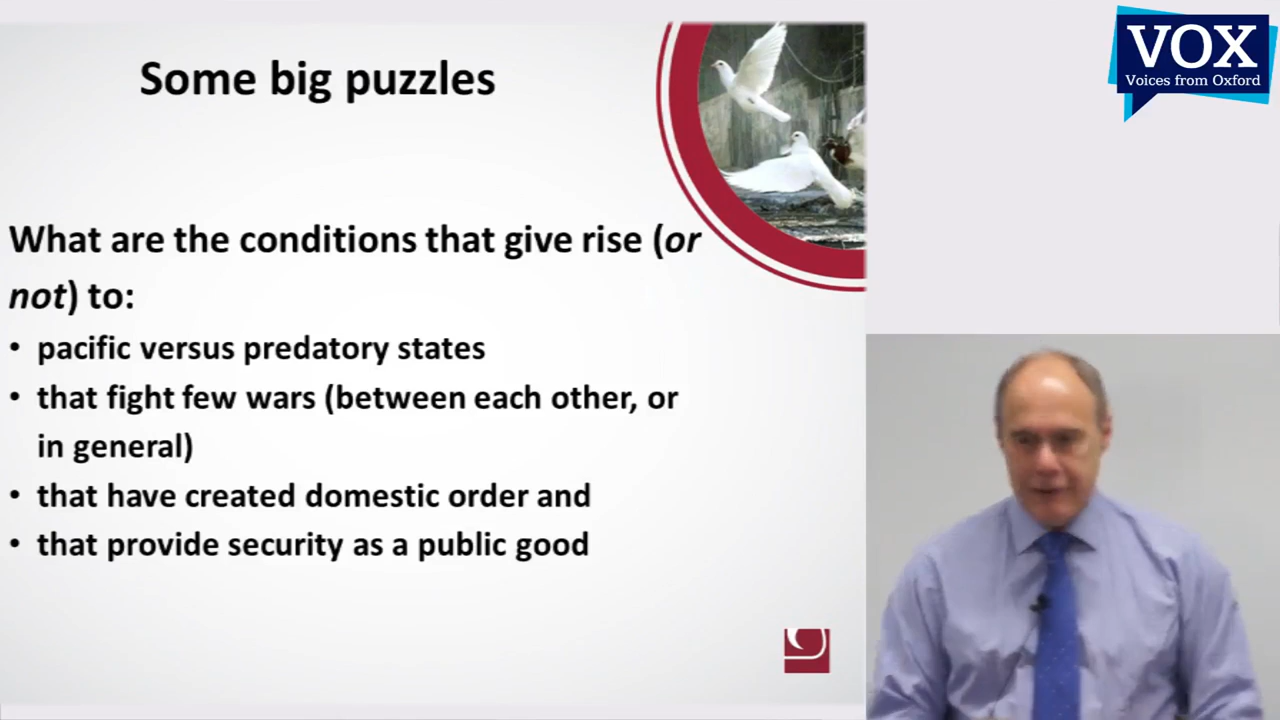 Some big puzzles
VOX
Voices from Oxford
What are the conditions that give rise (or
not) to:
• pacific versus predatory states
• that fight few wars (between each other, or
in general)
• that have created domestic order and
• that provide security as a public good